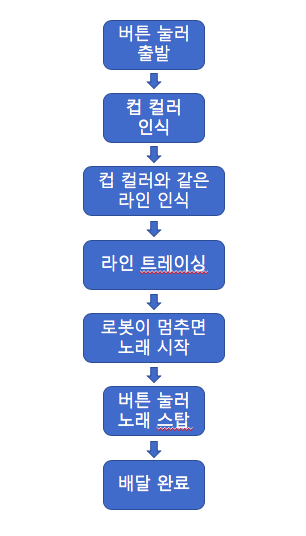 버튼 눌러
출발
컵 컬러
인식
컵 컬러와 같은
라인 인식
라인 트레이싱
로봇이 멈추면
노래 시작
버튼 눌러
노래 스탑
배달 완료